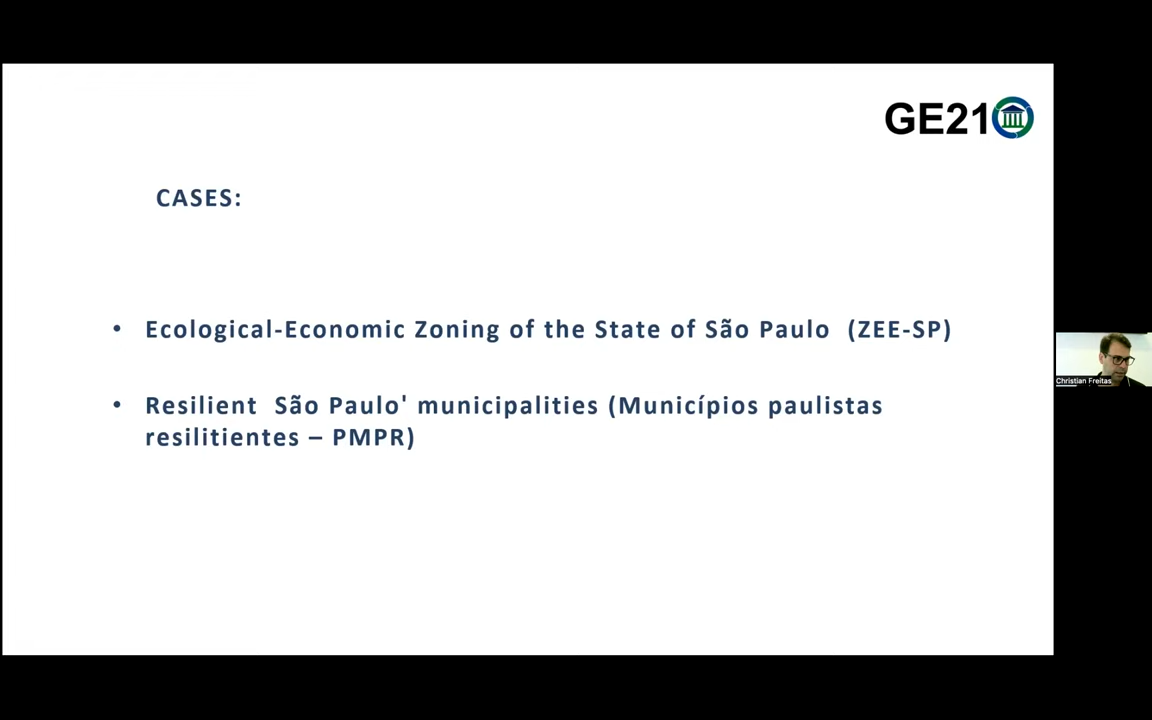 GE21
CASES:
• Ecological-Economic Zoning of the State of São Paulo (ZEE-SP)
• Resilient São Paulo' municipalities (Municípios paulistas
resilitientes – PMPR)
Christian Freitas